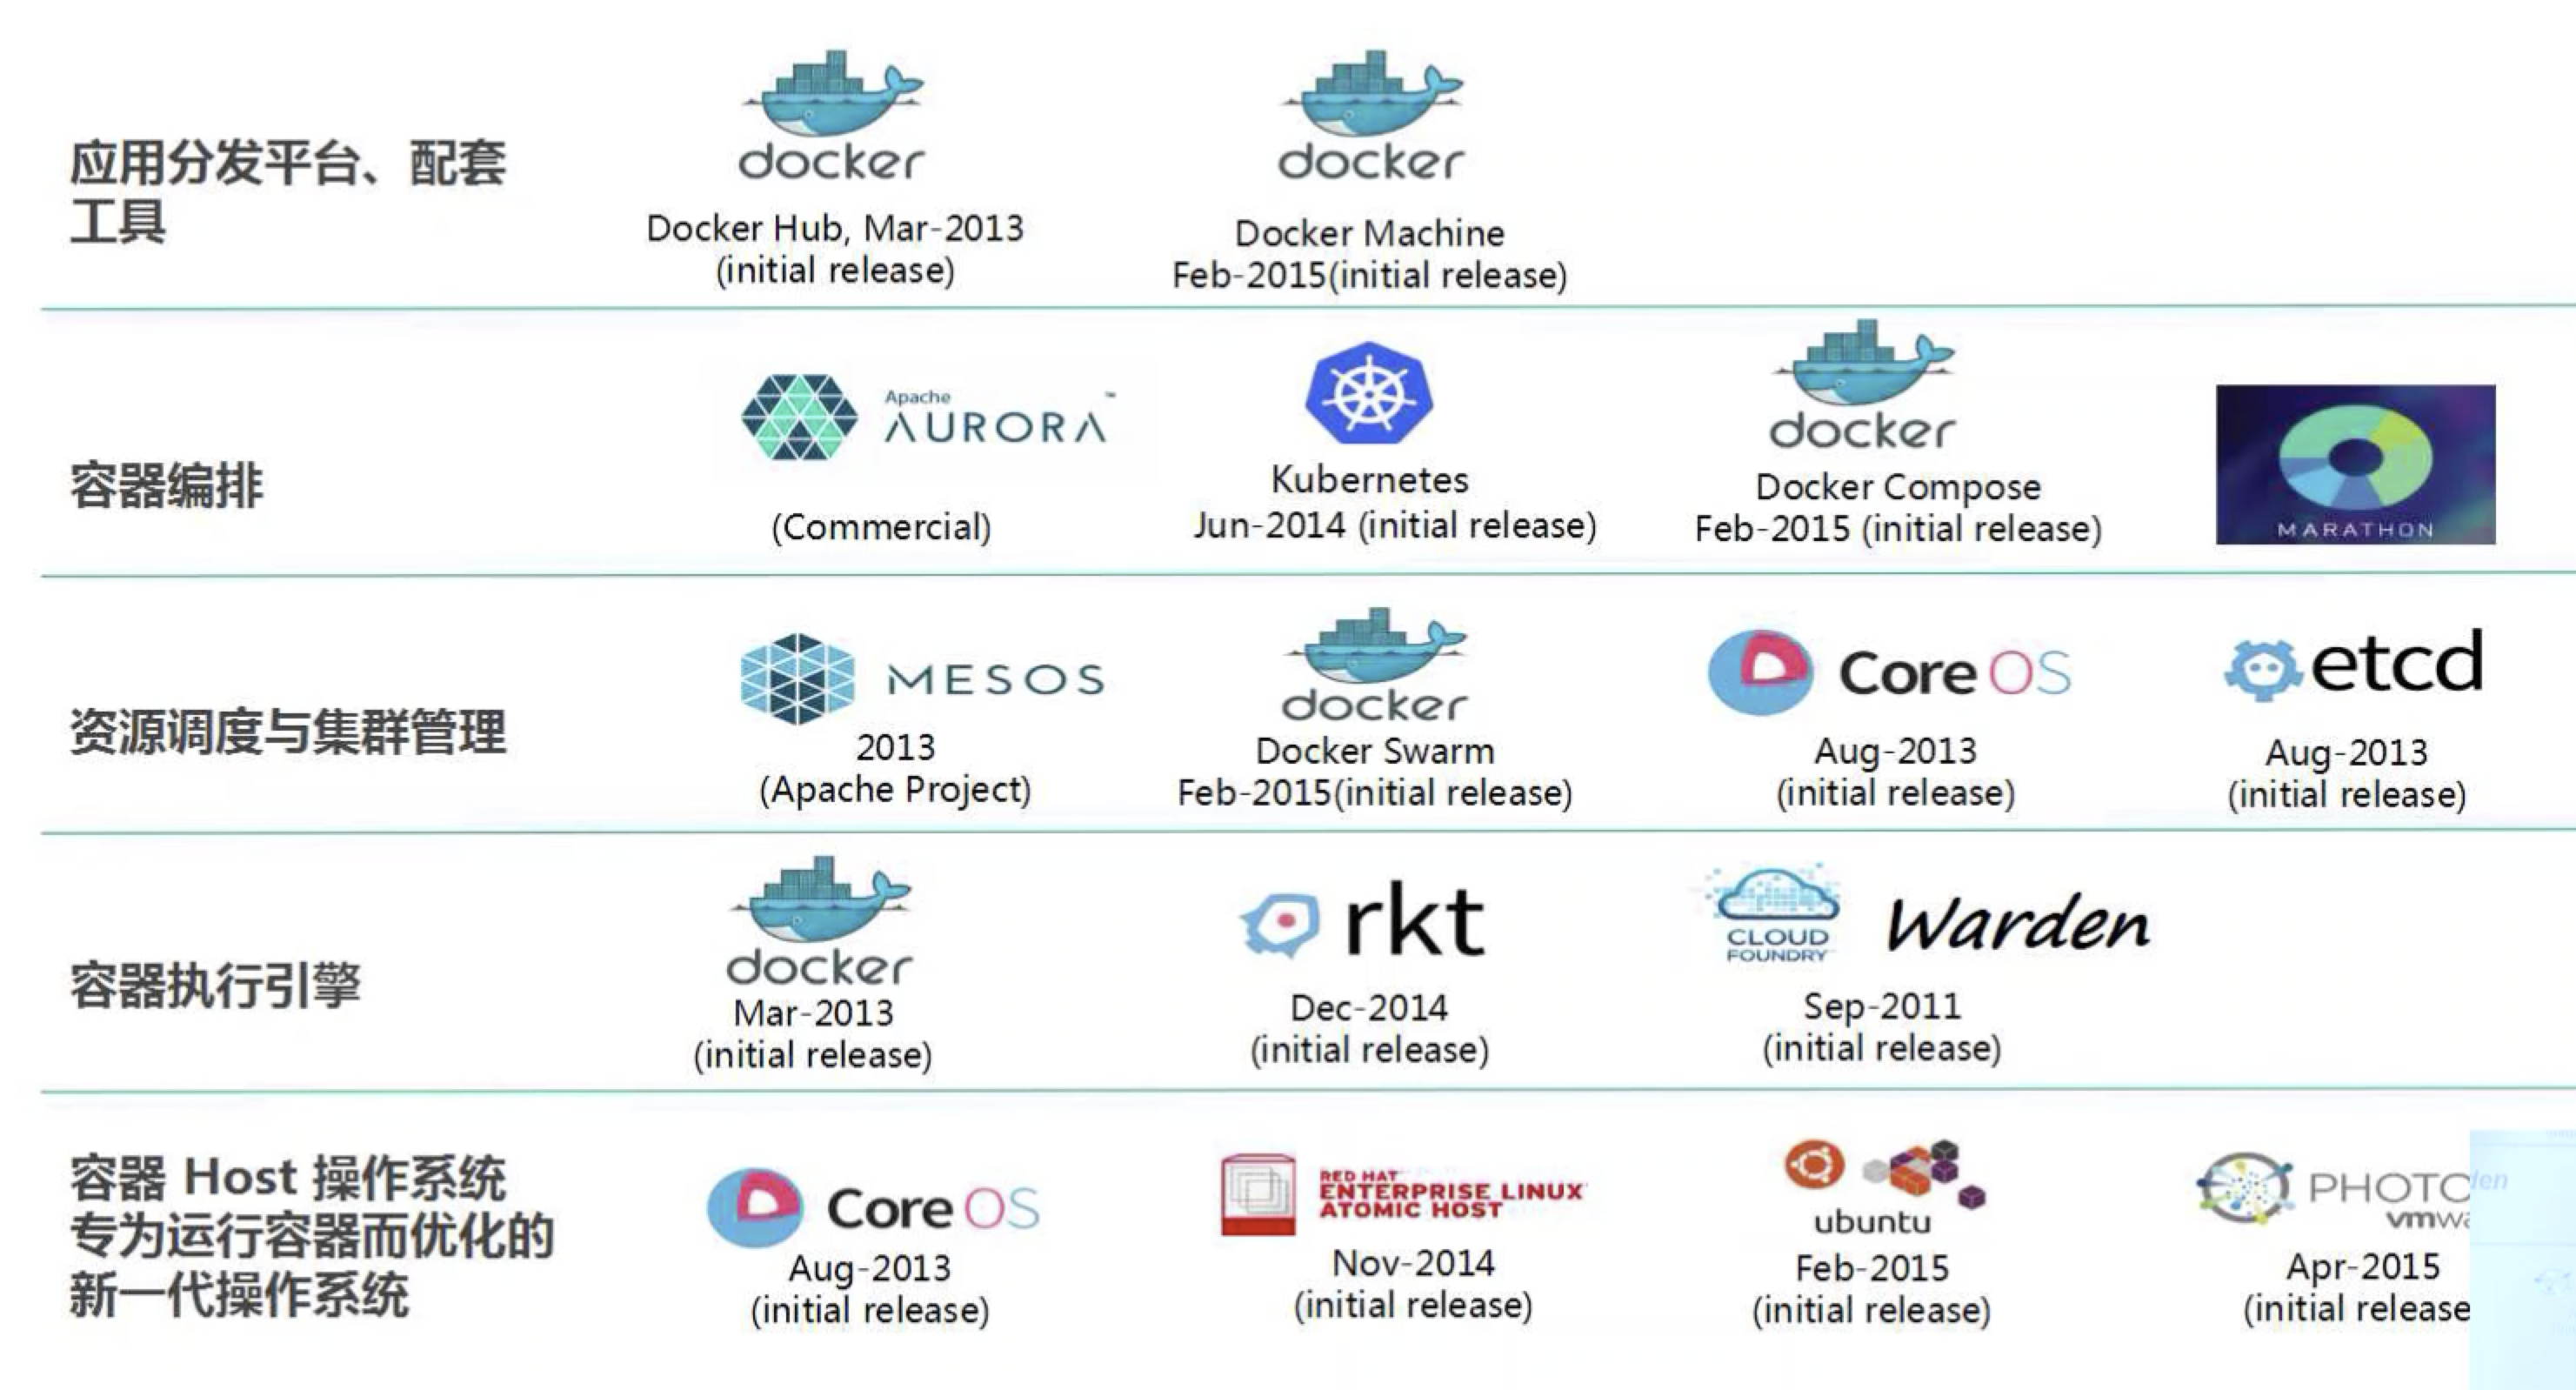 应用分发平台、配套
工具
docker
Docker Hub, Mar-2013
(initial release)
docker
Docker Machine
Feb-2015(initial release)
容器编排
Apache
AURORA™
(Commercial)
Kubernetes
Jun-2014 (initial release)
docker
Docker Compose
Feb-2015 (initial release)
MARATHON
资源调度与集群管理
MESOS
2013
(Apache Project)
docker
Docker Swarm
Feb-2015(initial release)
CoreOS
Aug-2013
(initial release)
etcd
Aug-2013
(initial release)
容器执行引擎
docker
Mar-2013
(initial release)
rkt
Dec-2014
(initial release)
CLOUD
FOUNDRY
Warden
Sep-2011
(initial release)
容器 Host 操作系统
专为运行容器而优化的
新一代操作系统
CoreOS
Aug-2013
(initial release)
RED HAT
ENTERPRISE LINUX
ATOMIC HOST
Nov-2014
(initial release)
ubuntu
Feb-2015
(initial release)
Apr-2015
(initial release